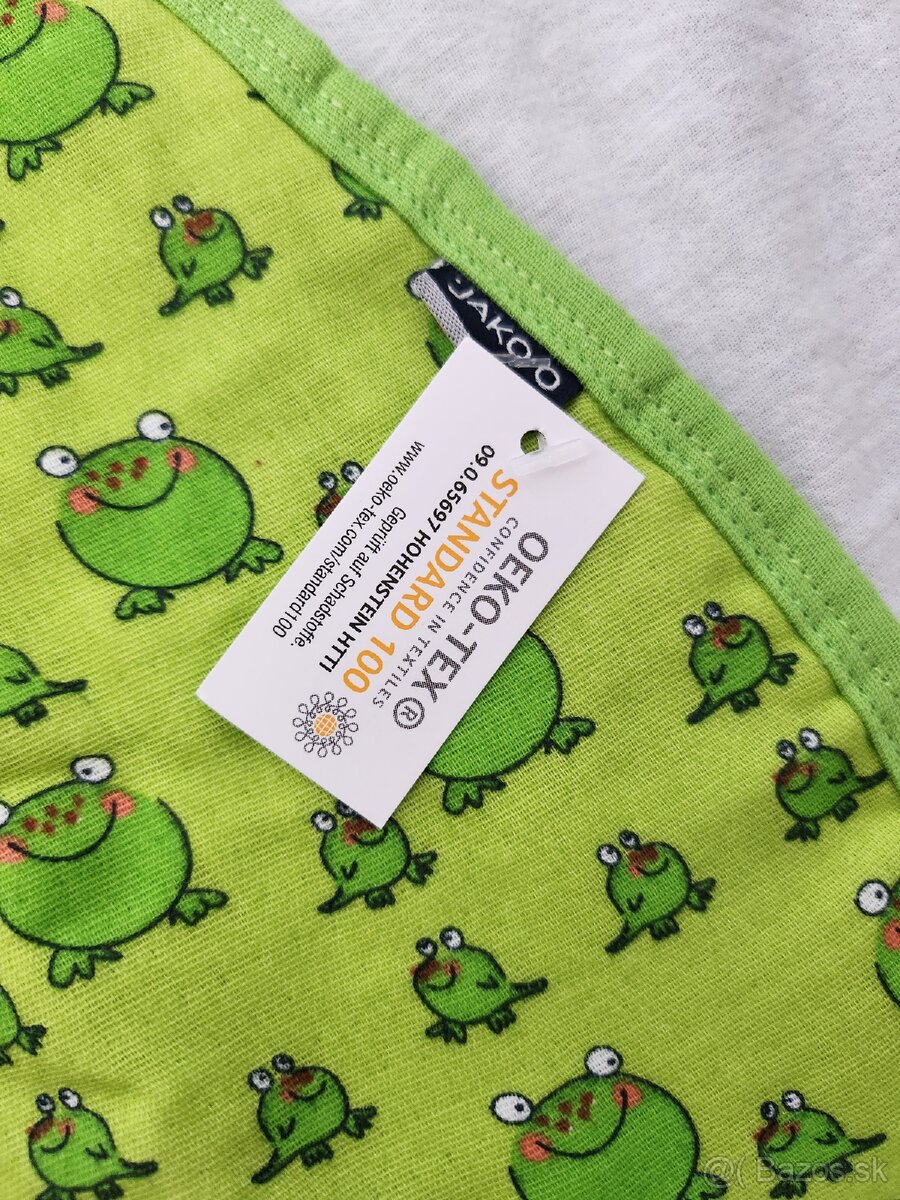 JAKO-O
OEKO-TEX®
CONFIDENCE IN TEXTILES
STANDARD 100
09.0.65697 HOHENSTEIN HTTI
Geprüft auf Schadstoffe.
www.oeko-tex.com/standard100
@( Bazos.sk